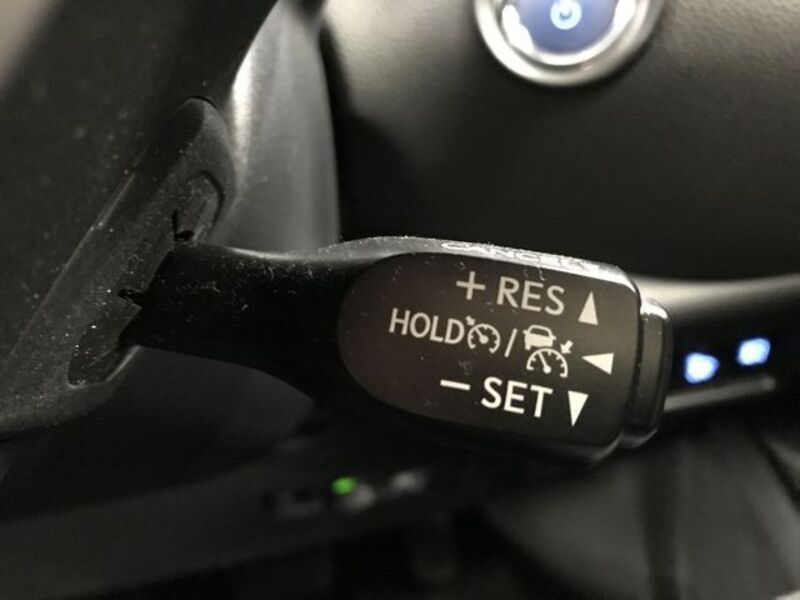 CANCEL
+ RES ▲
HOLD / ◀
− SET ▼